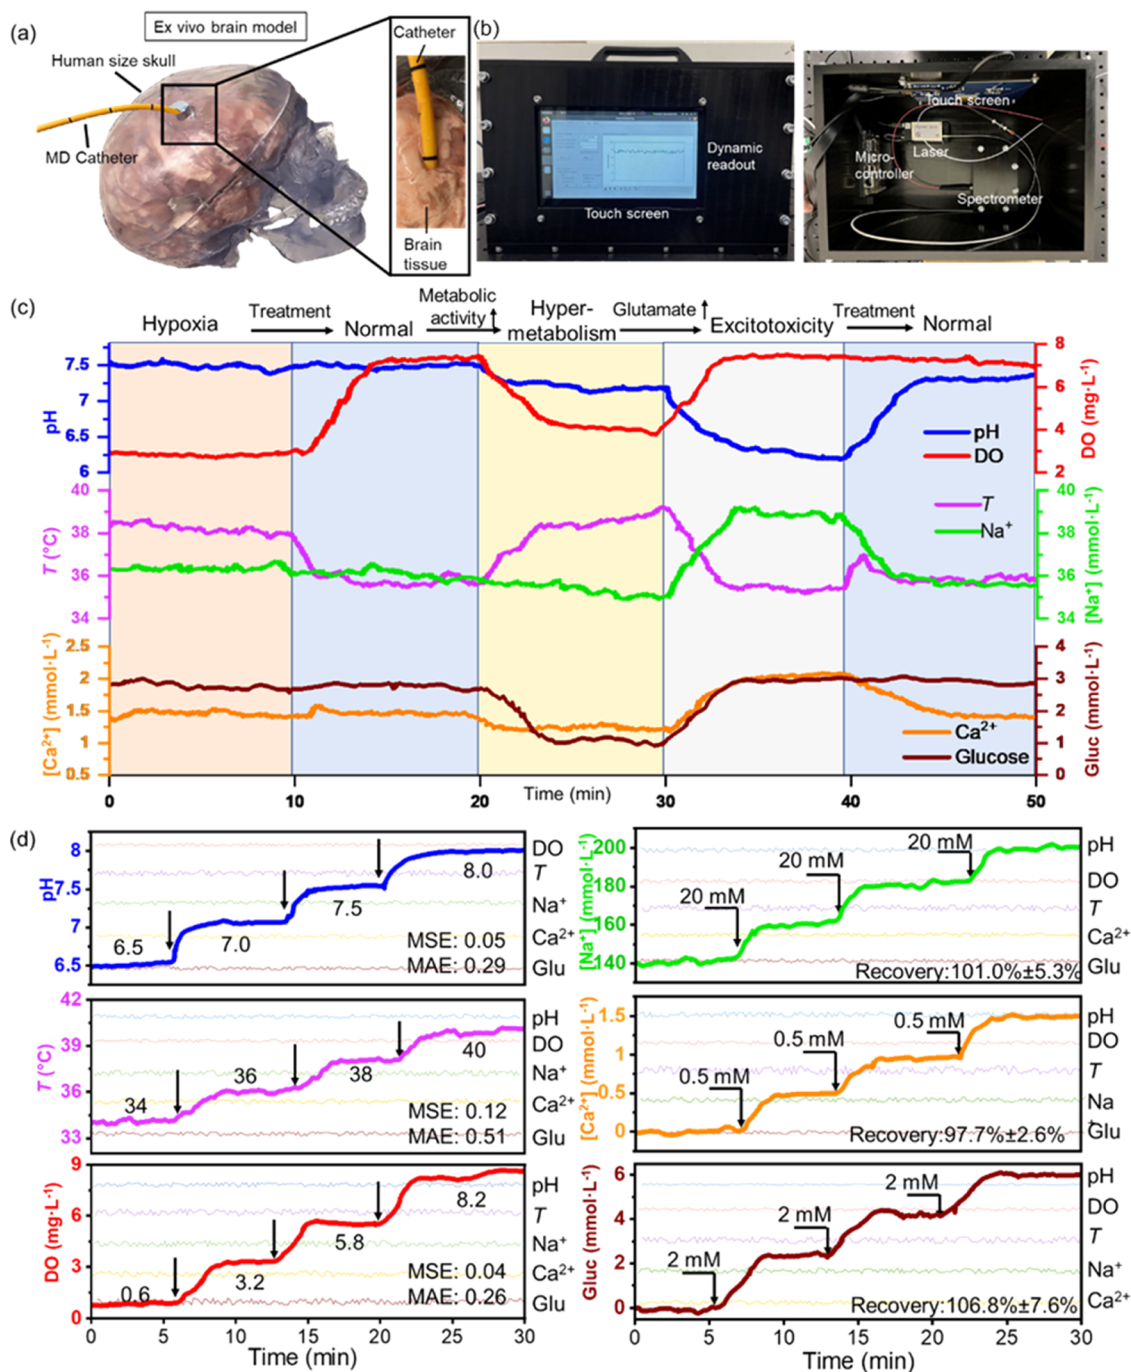 (a)
Ex vivo brain model
Human size skull
MD Catheter
Catheter
Brain
tissue
(b)
Dynamic
readout
Touch screen
Touch screen
Laser
Micro-
controller
Spectrometer
(c)
Hypoxia
Treatment
Normal
Metabolic
activity
Hyper-
metabolism
Glutamate
Excitotoxicity
Treatment
Normal
pH
7.5
7
6.5
6
DO (mg·L-1)
8
6
4
2
pH
DO
T (°C)
40
38
36
34
[Na+] (mmol·L-1)
40
38
36
34
T
Na+
[Ca2+] (mmol·L-1)
2.5
2
1.5
1
0.5
Gluc (mmol·L-1)
4
3
2
1
0
Ca2+
Glucose
0 10 20 30 40 50
Time (min)
(d)
pH
8
7.5
7
6.5
6.5
7.0
7.5
8.0
MSE: 0.05
MAE: 0.29
DO
T
Na+
Ca2+
Glu
T (°C)
42
39
36
33
34
36
38
40
MSE: 0.12
MAE: 0.51
pH
DO
Na+
Ca2+
Glu
DO (mg·L-1)
9
6
3
0
0.6
3.2
5.8
8.2
MSE: 0.04
MAE: 0.26
pH
T
Na+
Ca2+
Glu
0 5 10 15 20 25 30
Time (min)
[Na+] (mmol·L-1)
200
180
160
140
20 mM
20 mM
20 mM
Recovery:101.0%±5.3%
pH
DO
T
Ca2+
Glu
[Ca2+] (mmol·L-1)
1.5
1
0.5
0
0.5 mM
0.5 mM
0.5 mM
Recovery:97.7%±2.6%
pH
DO
T
Na
+
Glu
Gluc (mmol·L-1)
6
4
2
0
2 mM
2 mM
2 mM
Recovery:106.8%±7.6%
pH
DO
T
Na+
Ca2+
0 5 10 15 20 25 30
Time (min)